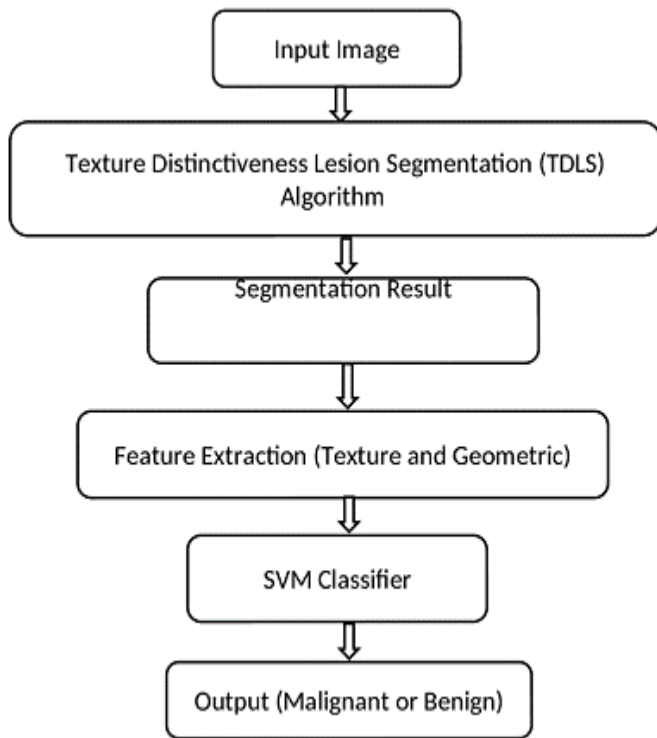 Input Image
Texture Distinctiveness Lesion Segmentation (TDLS)
Algorithm
Segmentation Result
Feature Extraction (Texture and Geometric)
SVM Classifier
Output (Malignant or Benign)